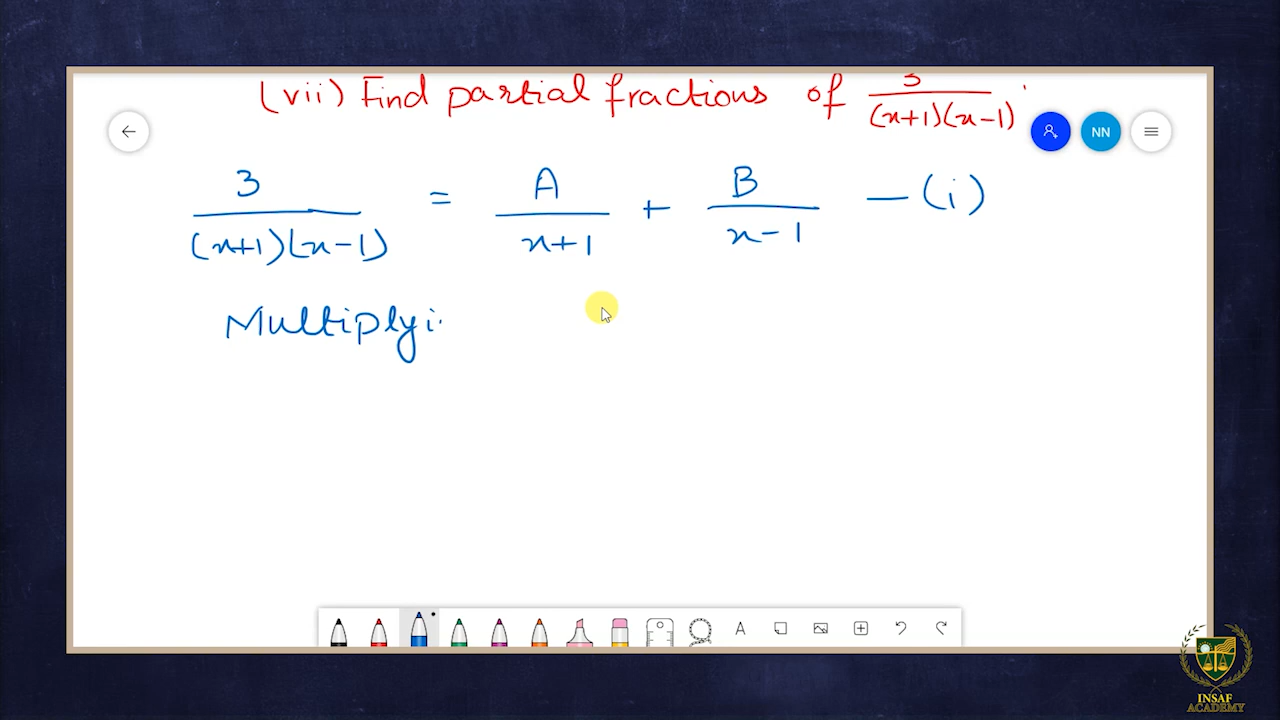 (vii) Find partial fractions of 3/(x+1)(x-1).
NN
3/(x+1)(x-1) = A/x+1 + B/x-1 — (i)
Multiplyi
A
INSAF
ACADEMY